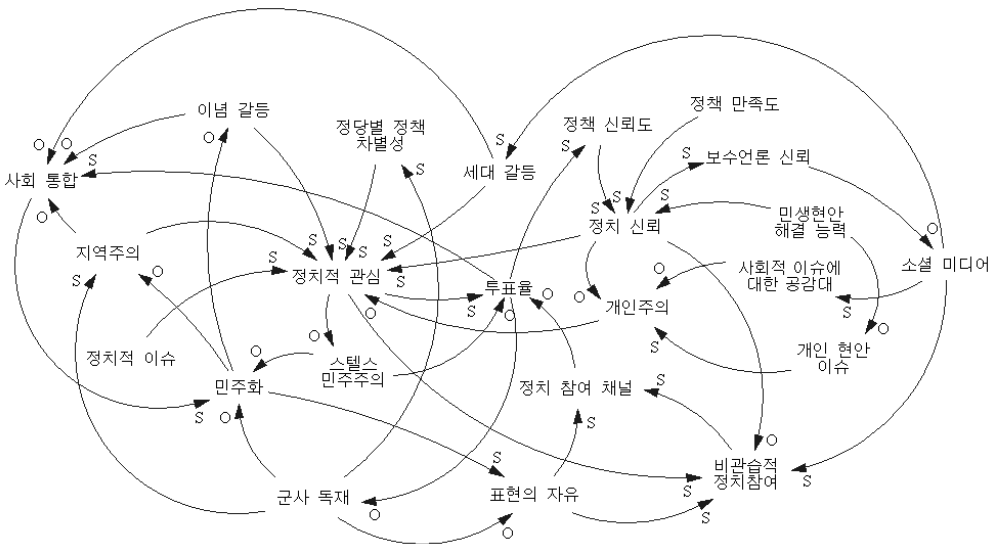 이념 갈등
정당별 정책
차별성
정책 신뢰도
정책 만족도
보수언론 신뢰
세대 갈등
사회 통합
O
O
S
O
S
S
S
S
S
S
O
정치 신뢰
S
S
S
민생현안
해결 능력
지역주의
O
S
O
S
S
S
S
S
정치적 관심
S
투표율
S
O
O
O
O
개인주의
O
사회적 이슈에
대한 공감대
S
소셜 미디어
O
정치적 이슈
O
O
스텔스
민주주의
O
민주화
S
O
정치 참여 채널
S
S
개인 현안
이슈
O
S
S
비관습적
정치참여
O
S
S
S
군사 독재
O
표현의 자유
O